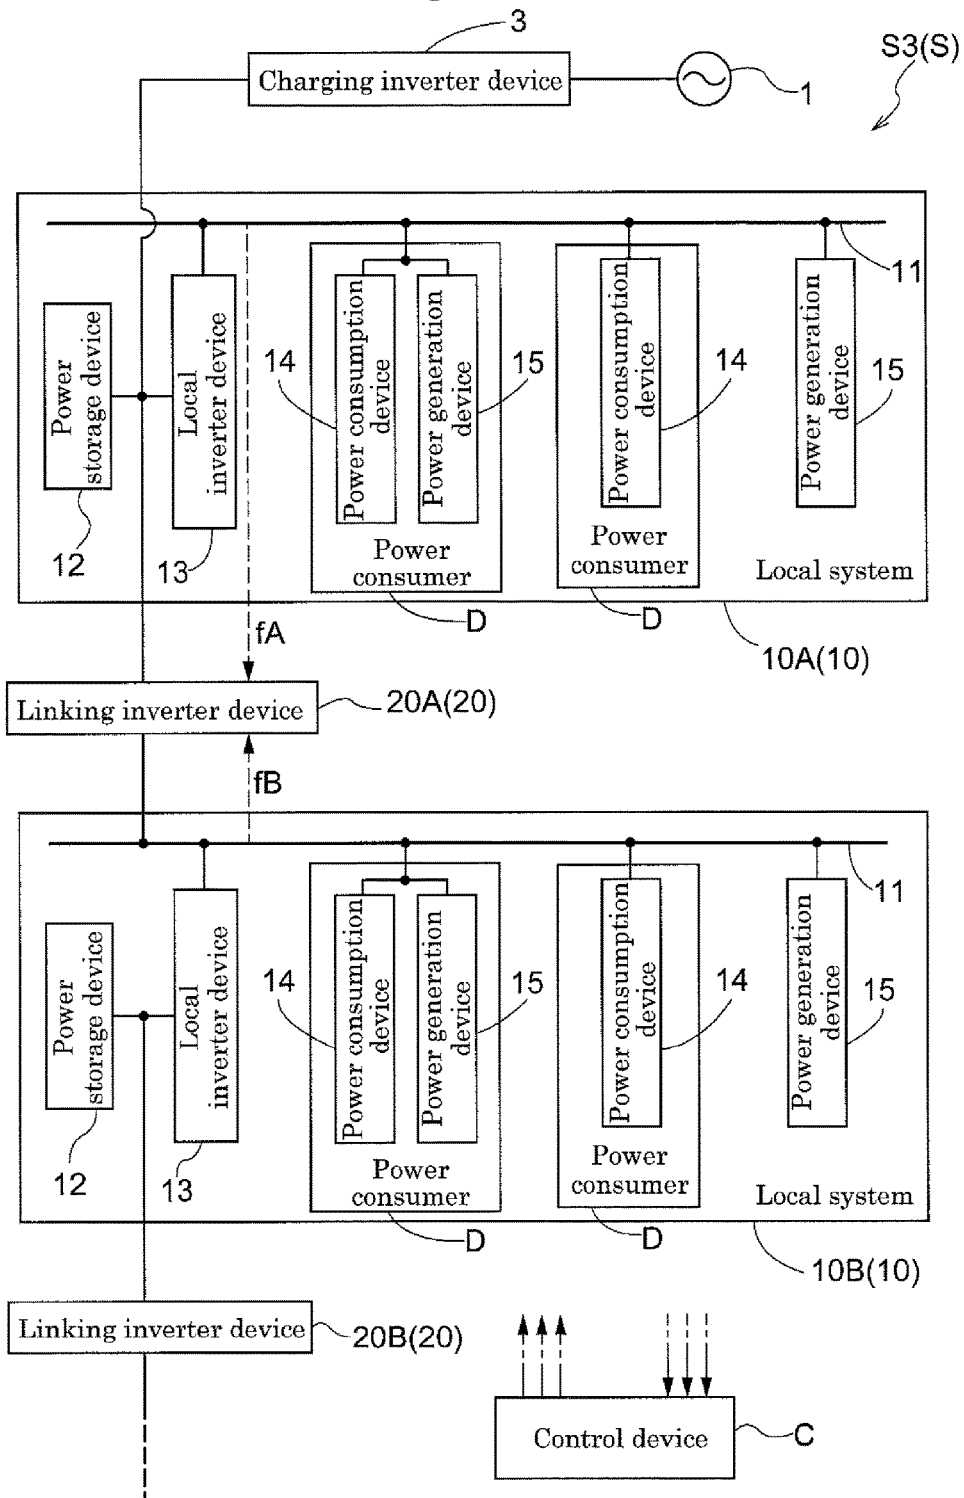 3
Charging inverter device
1
S3(S)
11
Power
storage device
12
Local
inverter device
13
14
Power consumption
device
Power generation
device
15
Power
consumer
D
Power consumption
device
14
Power
consumer
D
Power generation
device
15
Local system
10A(10)
fA
Linking inverter device
20A(20)
fB
11
Power
storage device
12
Local
inverter device
13
14
Power consumption
device
Power generation
device
15
Power
consumer
D
Power consumption
device
14
Power
consumer
D
Power generation
device
15
Local system
10B(10)
Linking inverter device
20B(20)
Control device
C